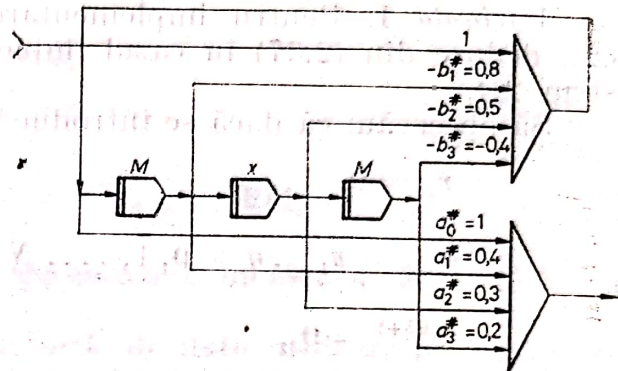 1
-b₁# = 0,8
-b₂# = 0,5
-b₃# = -0,4
M x M
a₀# = 1
a₁# = 0,4
a₂# = 0,3
a₃# = 0,2